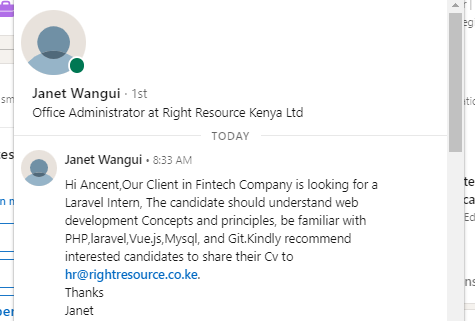 Janet Wangui · 1st
Office Administrator at Right Resource Kenya Ltd
TODAY
Janet Wangui • 8:33 AM
Hi Ancent,Our Client in Fintech Company is looking for a
Laravel Intern, The candidate should understand web
development Concepts and principles, be familiar with
PHP,laravel,Vue.js,Mysql, and Git.Kindly recommend
interested candidates to share their Cv to
hr@rightresource.co.ke.
Thanks
Janet